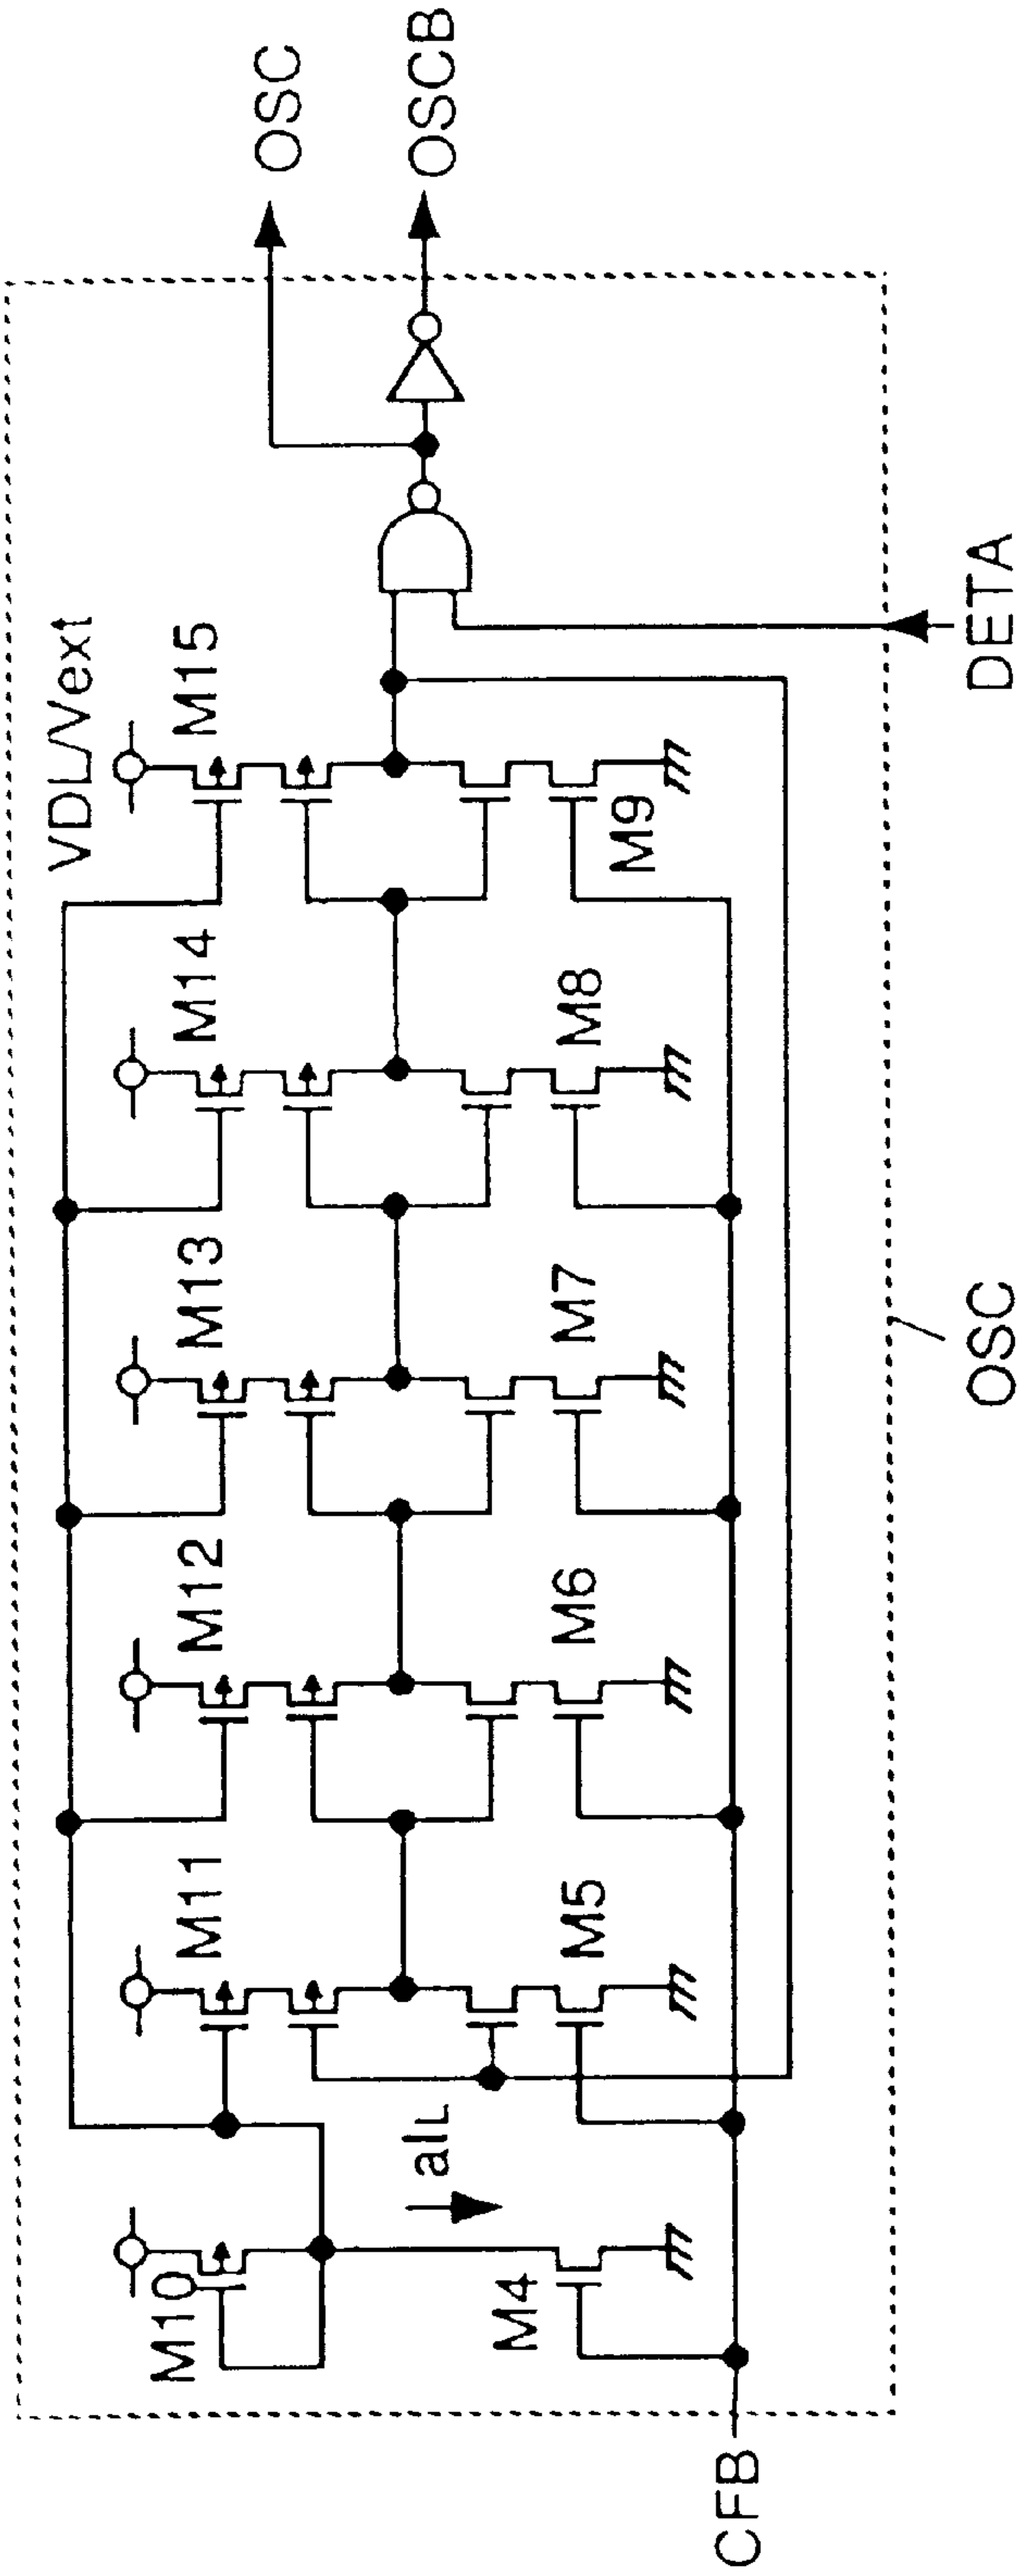 OSC
OSCB
VDL/Vext
M15
M14
M13
M12
M11
M10
aIL
M9
M8
M7
M6
M5
M4
DETA
CFB
OSC